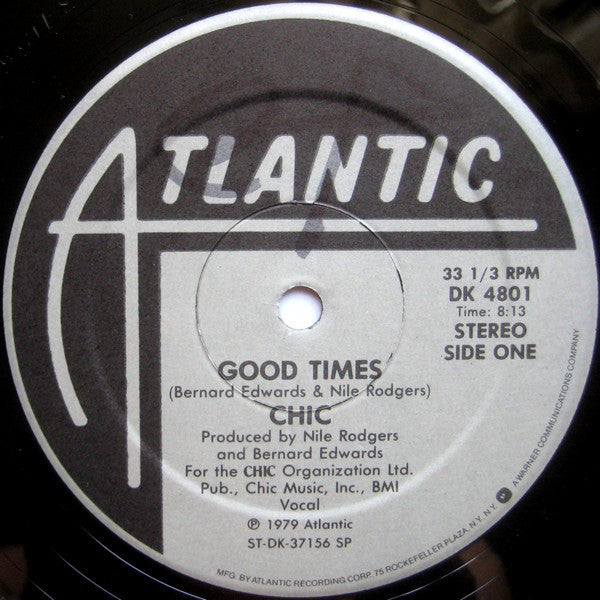 ATLANTIC
33 1/3 RPM
DK 4801
Time: 8:13
STEREO
SIDE ONE
GOOD TIMES
(Bernard Edwards & Nile Rodgers)
CHIC
Produced by Nile Rodgers
and Bernard Edwards
For the CHIC Organization Ltd.
Pub., Chic Music, Inc., BMI
Vocal
℗ 1979 Atlantic
ST-DK-37156 SP
MFG. BY ATLANTIC RECORDING CORP. 75 ROCKEFELLER PLAZA, N.Y. N.Y. A WARNER COMMUNICATIONS COMPANY